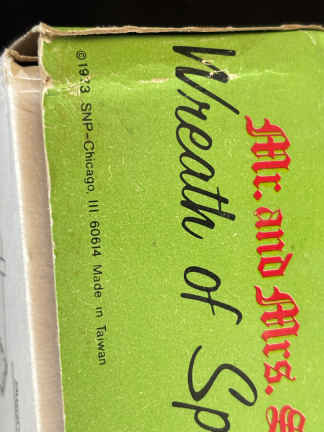 Mr. and Mrs.
Wreath of Sp
©1973 SNP-Chicago, Ill 60614 Made in Taiwan